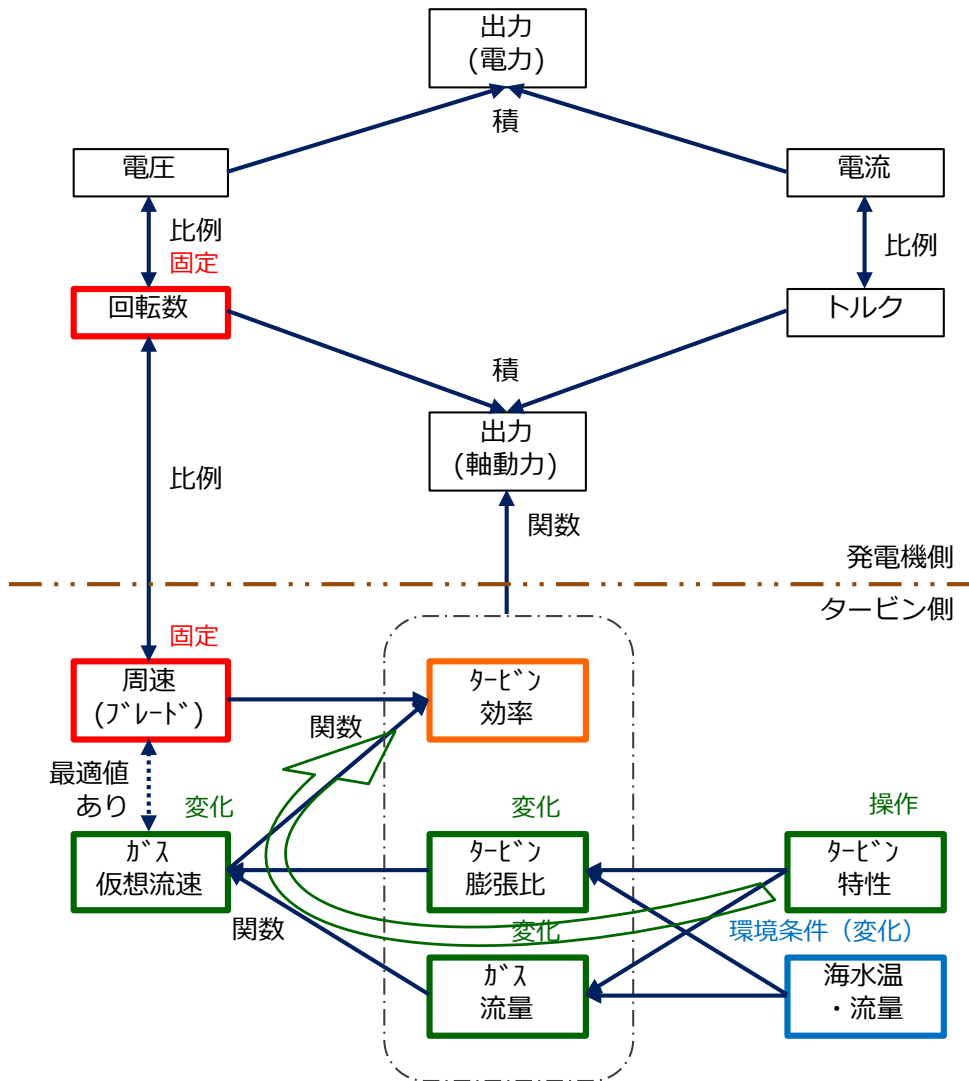 出力
(電力)
積
電圧
電流
比例
固定
比例
回転数
トルク
積
出力
(軸動力)
比例
関数
発電機側
タービン側
固定
周速
(ﾌﾞﾚｰﾄﾞ)
ﾀｰﾋﾞﾝ
効率
関数
最適値
あり
変化
変化
操作
ｶﾞｽ
仮想流速
ﾀｰﾋﾞﾝ
膨張比
ﾀｰﾋﾞﾝ
特性
関数
変化
環境条件（変化）
ｶﾞｽ
流量
海水温
・流量